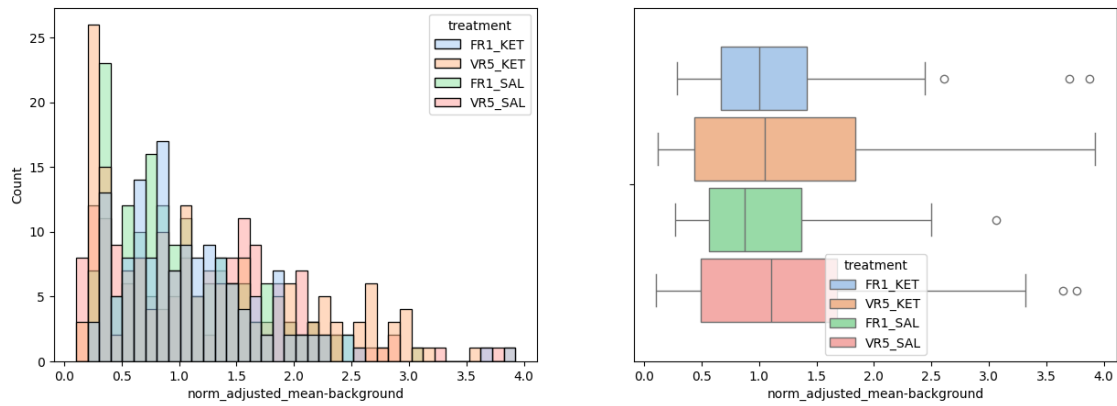 treatment
FR1_KET
VR5_KET
FR1_SAL
VR5_SAL
Count
25
20
15
10
5
0
0.0 0.5 1.0 1.5 2.0 2.5 3.0 3.5 4.0
norm_adjusted_mean-background
treatment
FR1_KET
VR5_KET
FR1_SAL
VR5_SAL
0.0 0.5 1.0 1.5 2.0 2.5 3.0 3.5 4.0
norm_adjusted_mean-background